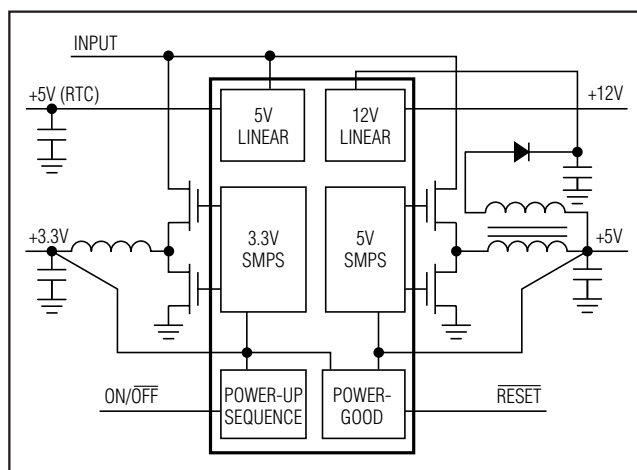 INPUT
+5V (RTC)
5V
LINEAR
12V
LINEAR
+12V
+3.3V
3.3V
SMPS
5V
SMPS
+5V
ON/OFF
POWER-UP
SEQUENCE
POWER-
GOOD
RESET